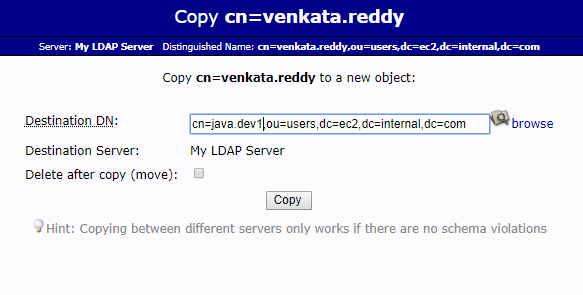 Copy cn=venkata.reddy
Server: My LDAP Server Distinguished Name: cn=venkata.reddy,ou=users,dc=ec2,dc=internal,dc=com
Copy cn=venkata.reddy to a new object:
Destination DN: cn=java.dev1,ou=users,dc=ec2,dc=internal,dc=com browse
Destination Server: My LDAP Server
Delete after copy (move):
Copy
Hint: Copying between different servers only works if there are no schema violations